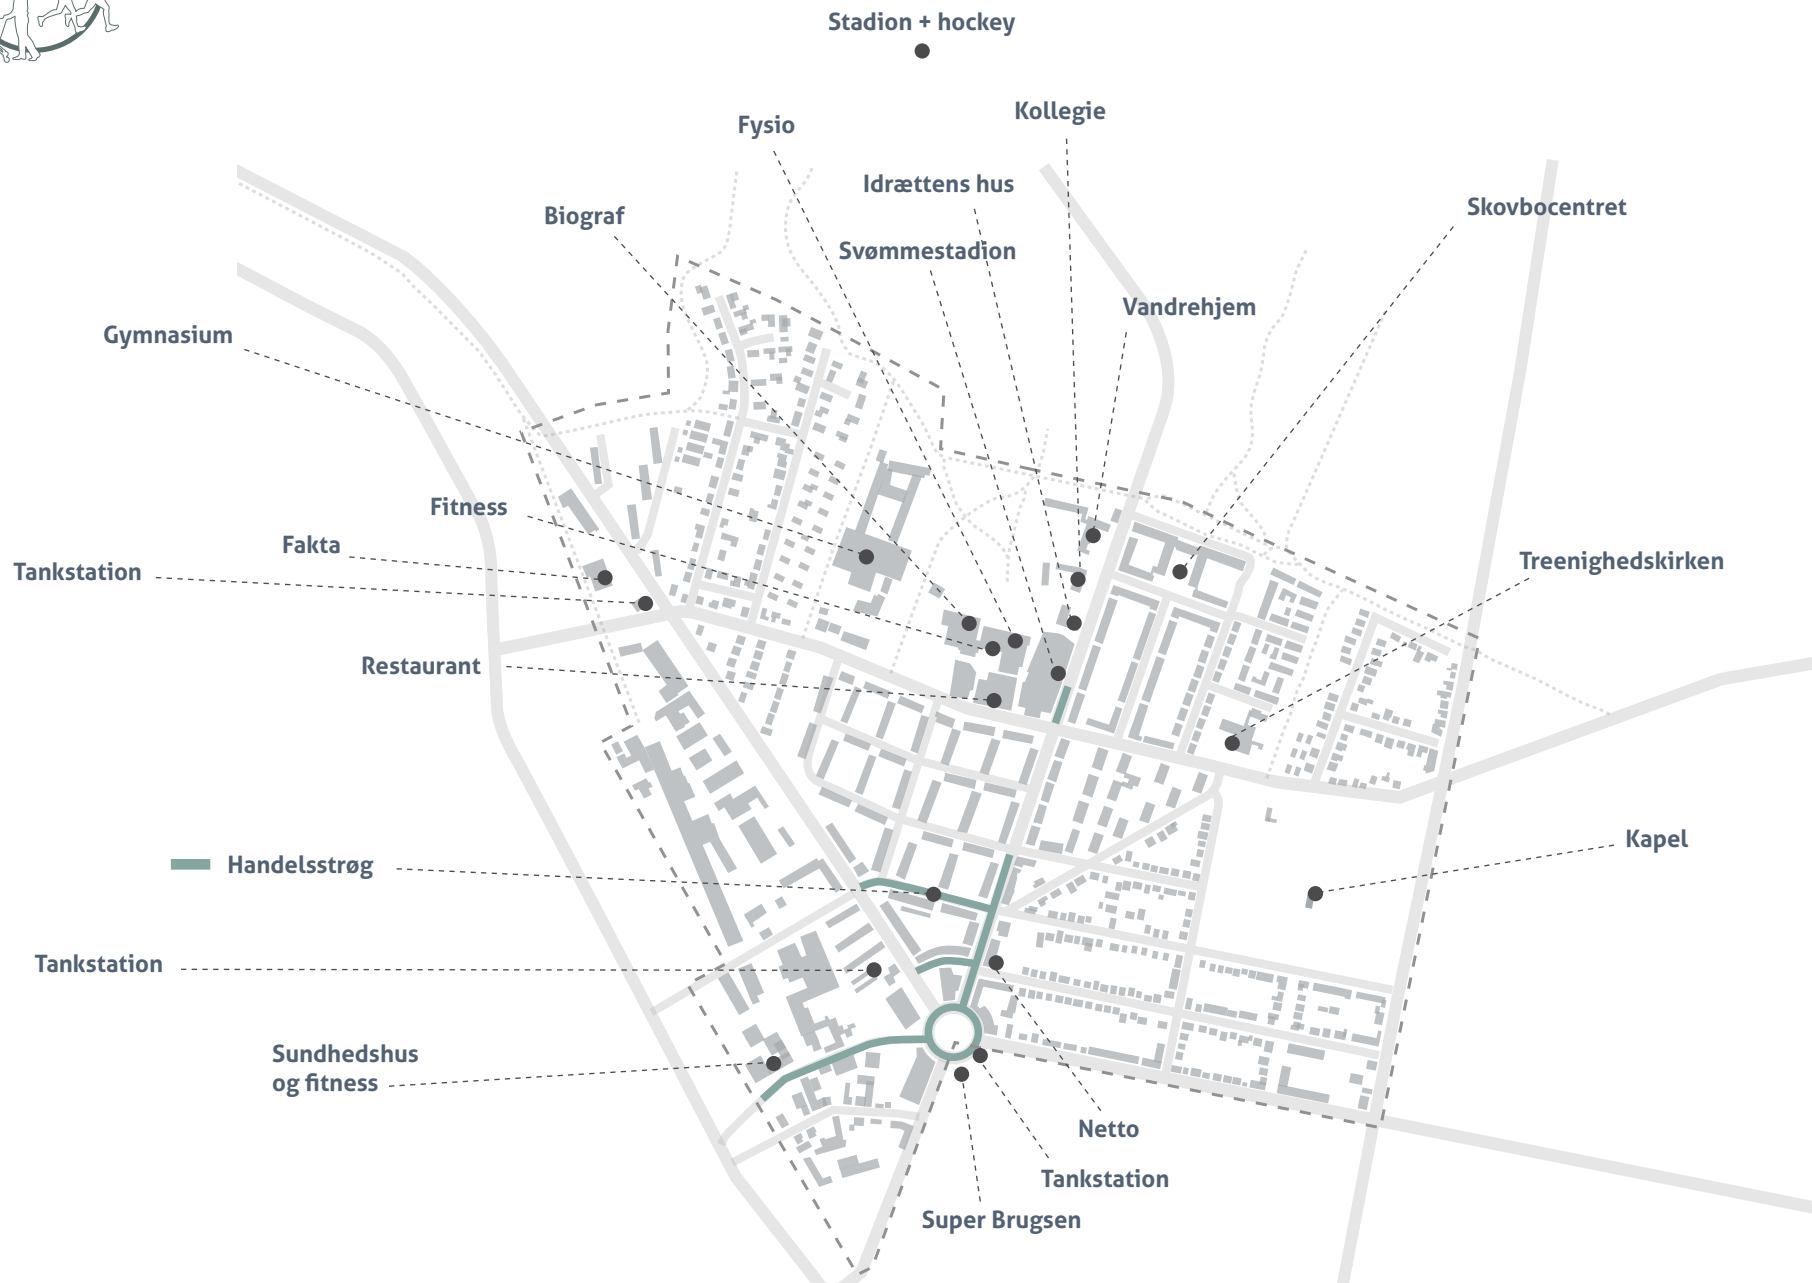 Stadion + hockey
Kollegie
Fysio
Idrættens hus
Skovbocentret
Biograf
Svømmestadion
Vandrehjem
Gymnasium
Fitness
Fakta
Treenighedskirken
Tankstation
Restaurant
Kapel
Handelsstrøg
Tankstation
Sundhedshus
og fitness
Netto
Tankstation
Super Brugsen